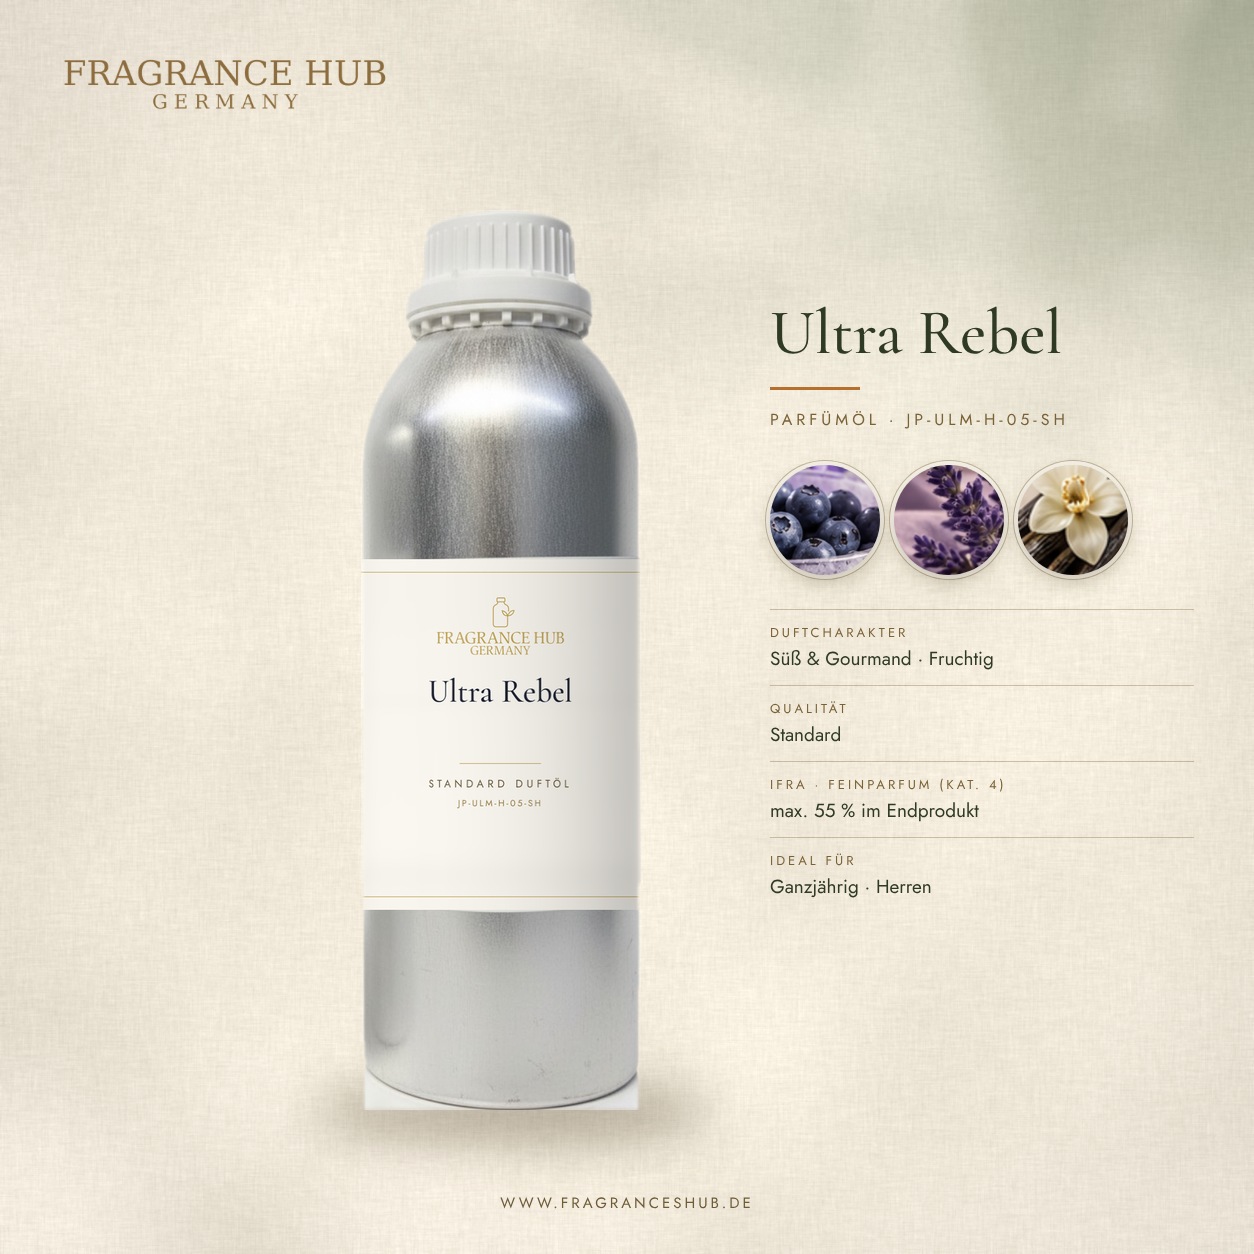 FRAGRANCE HUB
GERMANY
Ultra Rebel
PARFÜMÖL · JP-ULM-H-05-SH
DUFTCHARAKTER
Süß & Gourmand · Fruchtig
QUALITÄT
Standard
IFRA · FEINPARFUM (KAT. 4)
max. 55 % im Endprodukt
IDEAL FÜR
Ganzjährig · Herren
FRAGRANCE HUB
GERMANY
Ultra Rebel
STANDARD DUFTÖL
JP-ULM-H-05-SH
WWW.FRAGRANCESHUB.DE